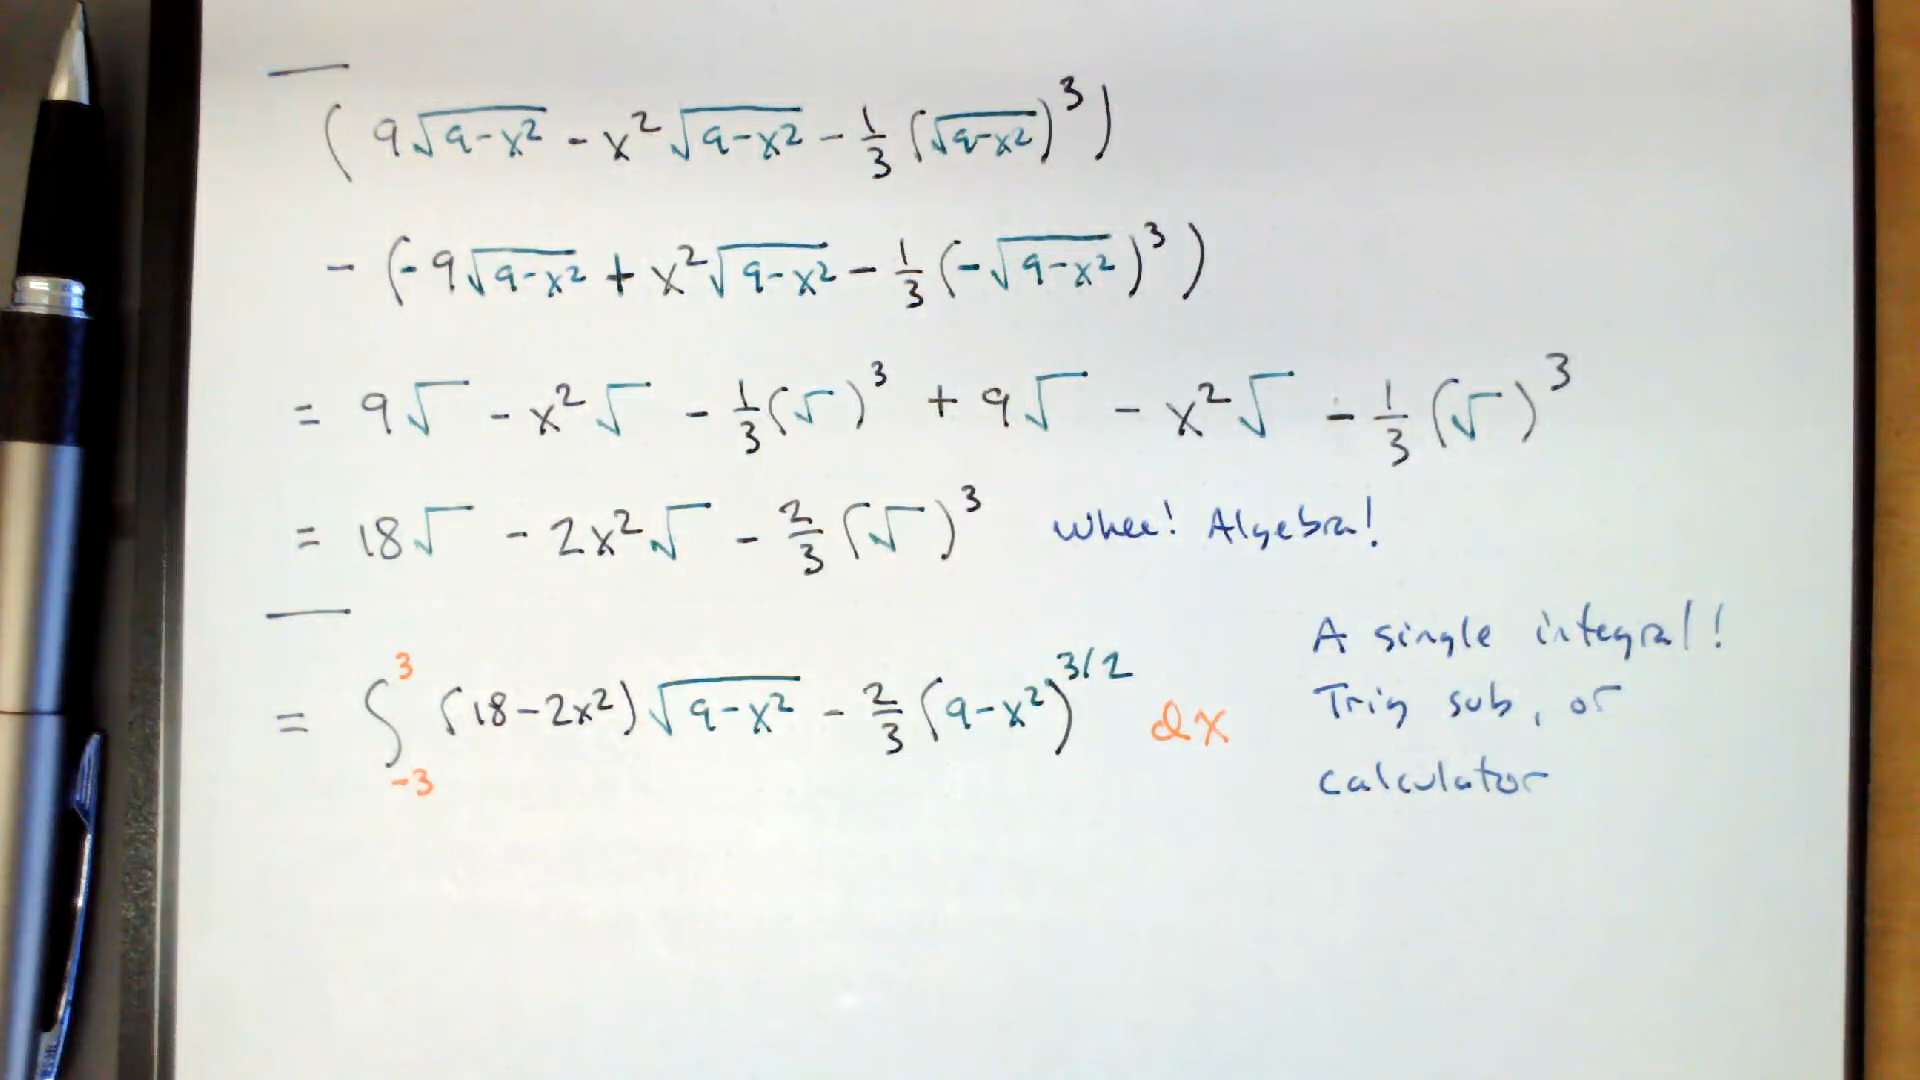 (9√(9-x²) - x²√(9-x²) - 1/3(√(9-x²))³)
- (-9√(9-x²) + x²√(9-x²) - 1/3(-√(9-x²))³)
= 9√ - x²√ - 1/3(√)³ + 9√ - x²√ - 1/3(√)³
= 18√ - 2x²√ - 2/3(√)³ Whee! Algebra!
= ∫₋₃³ (18-2x²)√(9-x²) - 2/3(9-x²)^(3/2) dx
A single integral!
Trig sub, or
calculator